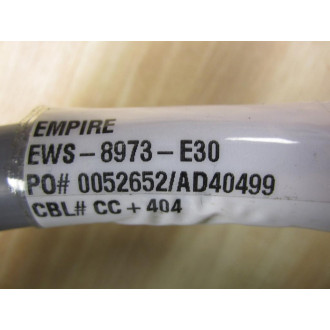 EMPIRE
EWS-8973-E30
PO# 0052652/AD40499
CBL# CC+404